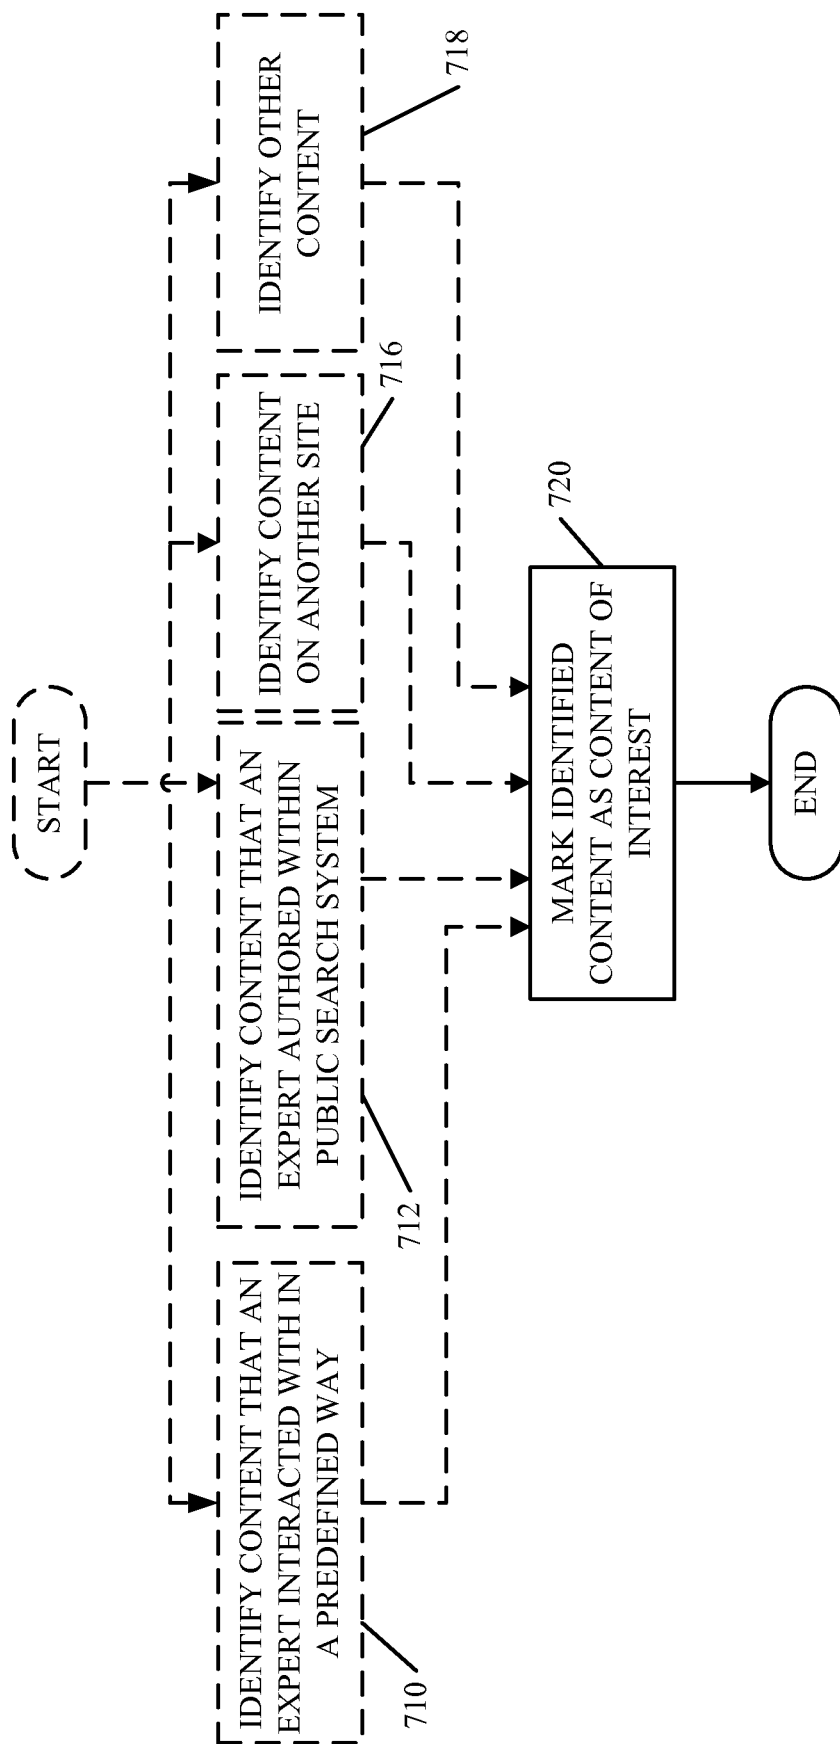 START
IDENTIFY CONTENT THAT AN
EXPERT INTERACTED WITH IN
A PREDEFINED WAY
710
IDENTIFY CONTENT THAT AN
EXPERT AUTHORED WITHIN
PUBLIC SEARCH SYSTEM
712
IDENTIFY CONTENT
ON ANOTHER SITE
716
IDENTIFY OTHER
CONTENT
718
MARK IDENTIFIED
CONTENT AS CONTENT OF
INTEREST
720
END